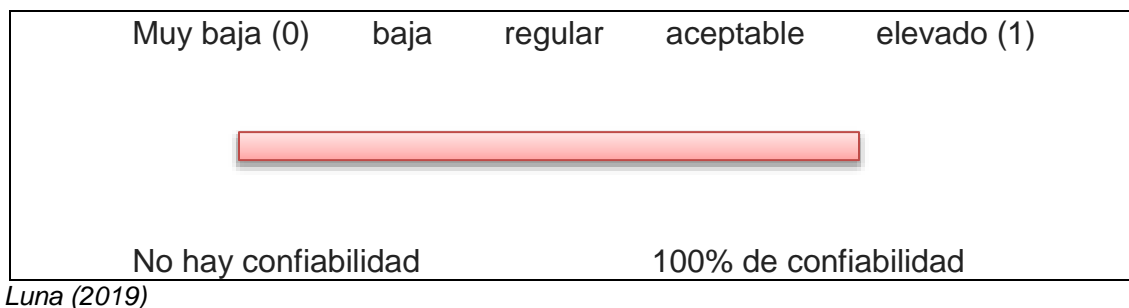 Muy baja (0) baja regular aceptable elevado (1)
No hay confiabilidad 100% de confiabilidad
Luna (2019)